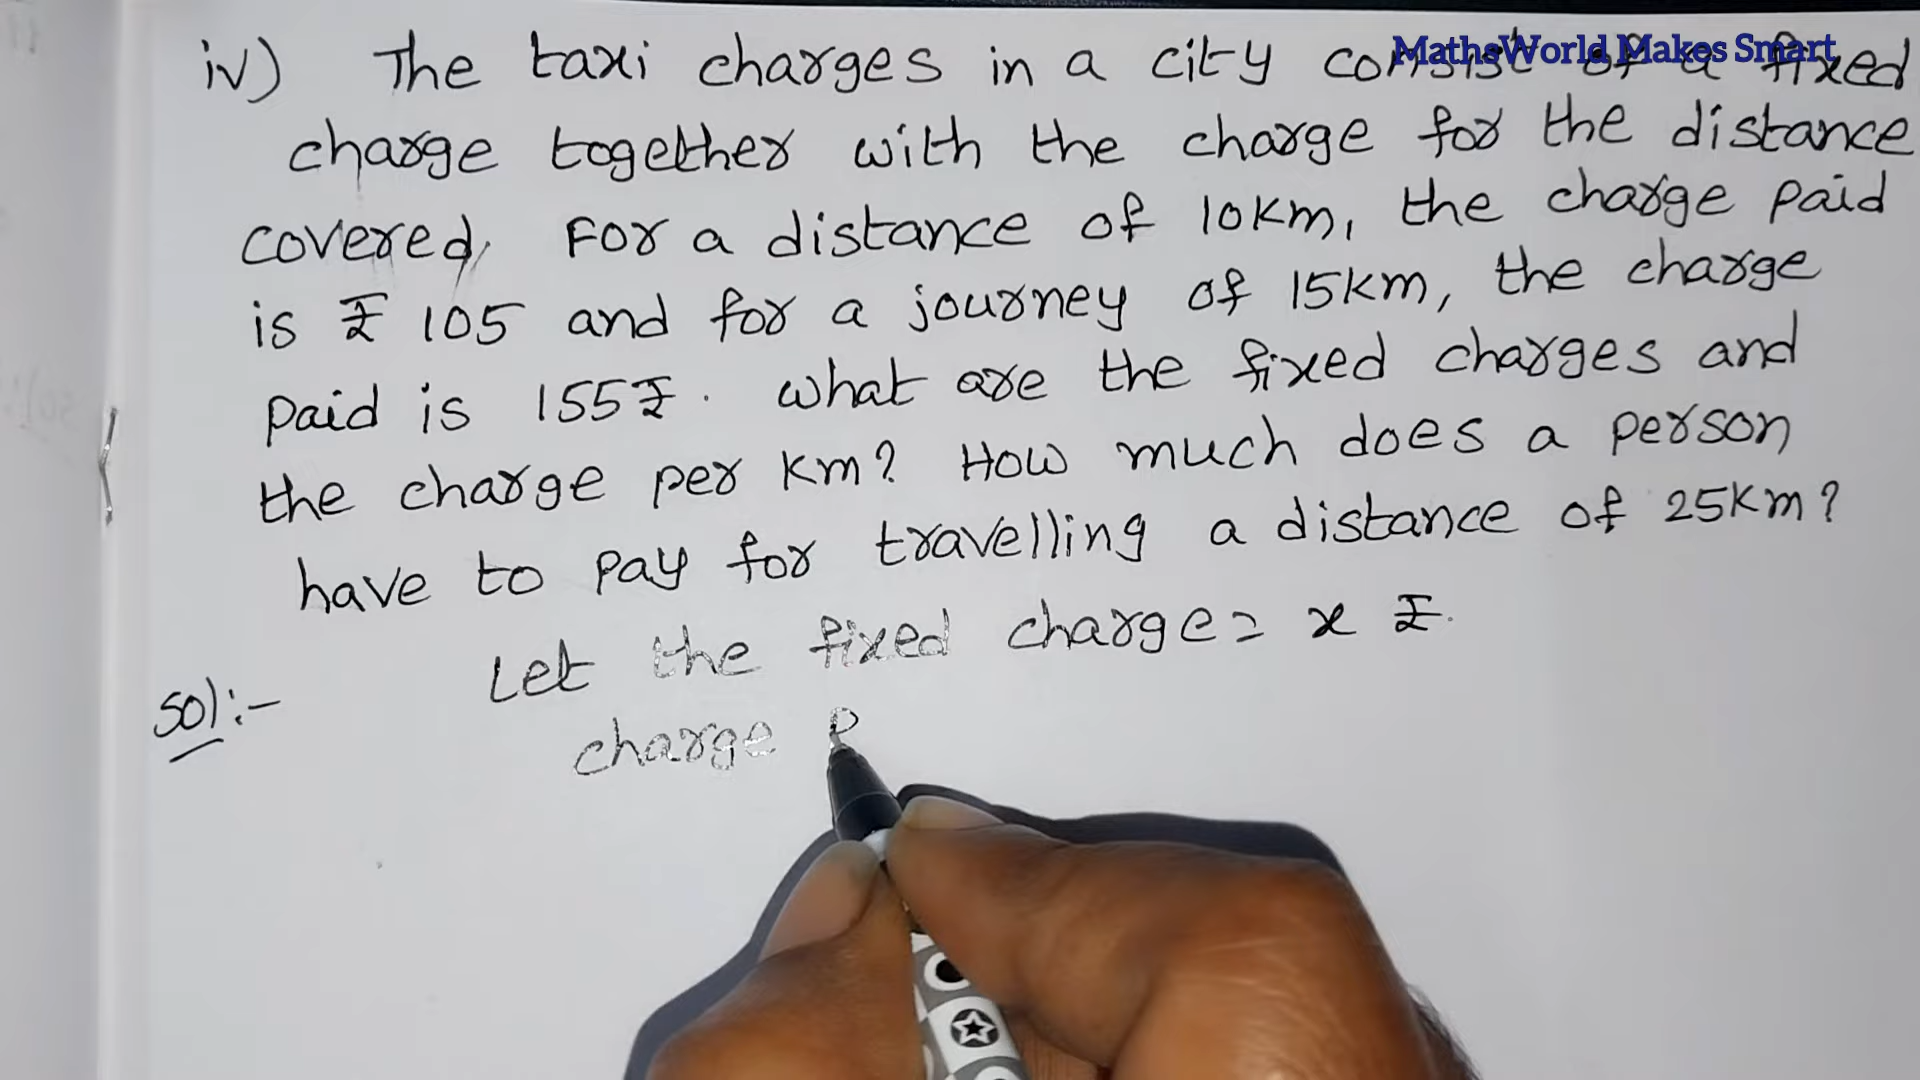 MathsWorld Makes Smart
iv) The taxi charges in a city consist of a fixed
charge together with the charge for the distance
covered. For a distance of 10km, the charge paid
is ₹ 105 and for a journey of 15km, the charge
paid is 155₹. what are the fixed charges and
the charge per km? How much does a person
have to pay for travelling a distance of 25km?
Sol:- Let the fixed charge = x ₹.
charge P